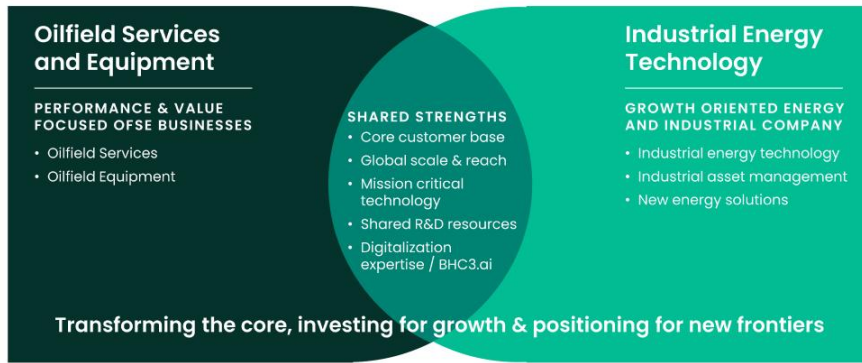 Oilfield Services
and Equipment
PERFORMANCE & VALUE
FOCUSED OFSE BUSINESSES
• Oilfield Services
• Oilfield Equipment
SHARED STRENGTHS
• Core customer base
• Global scale & reach
• Mission critical
technology
• Shared R&D resources
• Digitalization
expertise / BHC3.ai
Industrial Energy
Technology
GROWTH ORIENTED ENERGY
AND INDUSTRIAL COMPANY
• Industrial energy technology
• Industrial asset management
• New energy solutions
Transforming the core, investing for growth & positioning for new frontiers